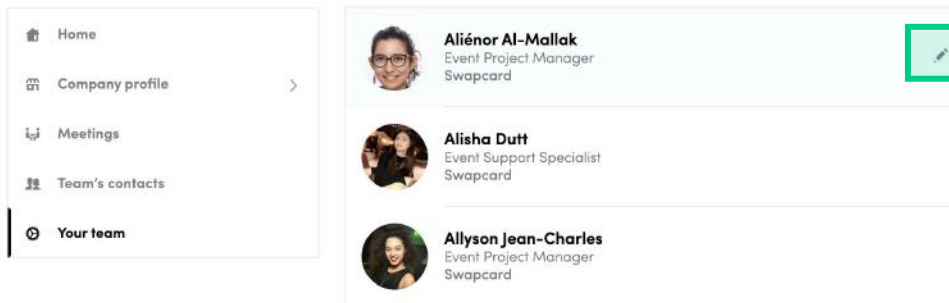 Home
Company profile
Meetings
Team's contacts
Your team
Aliénor Al-Mallak
Event Project Manager
Swapcard
Alisha Dutt
Event Support Specialist
Swapcard
Allyson Jean-Charles
Event Project Manager
Swapcard